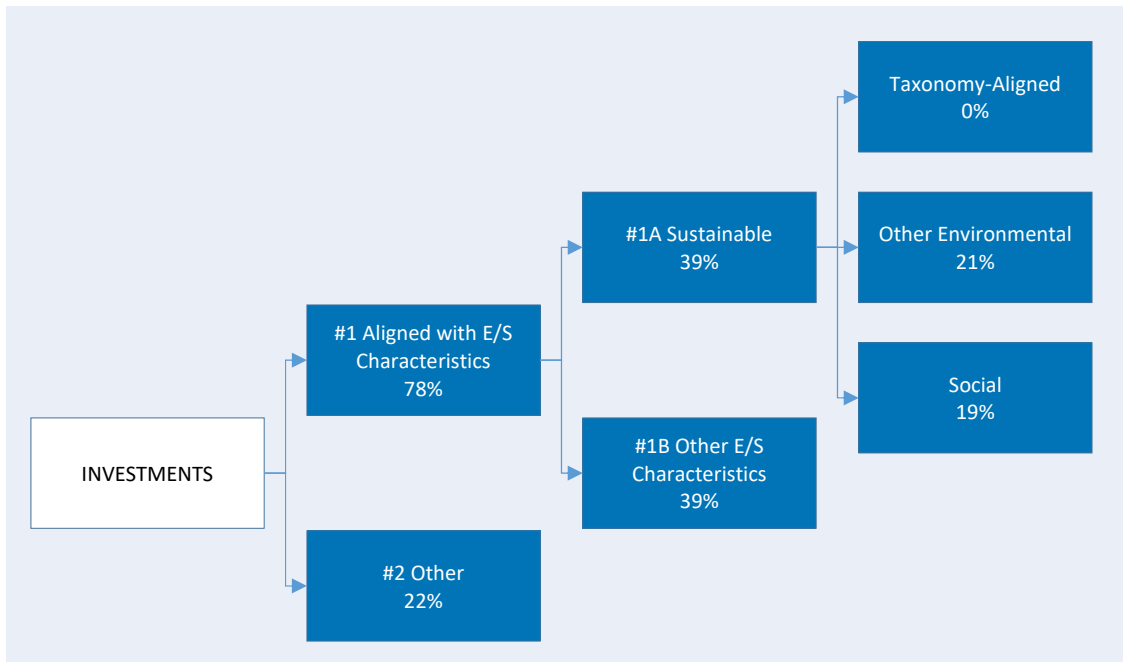 INVESTMENTS
#1 Aligned with E/S
Characteristics
78%
#2 Other
22%
#1A Sustainable
39%
#1B Other E/S
Characteristics
39%
Taxonomy-Aligned
0%
Other Environmental
21%
Social
19%